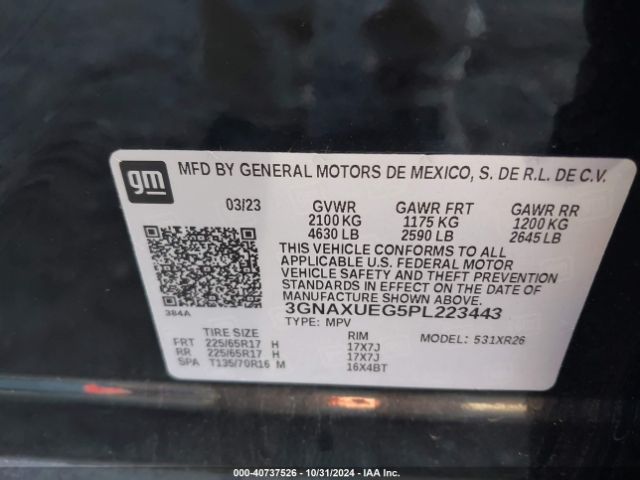 gm
MFD BY GENERAL MOTORS DE MEXICO, S. DE R.L. DE C.V.
03/23 GVWR GAWR FRT GAWR RR
2100 KG 1175 KG 1200 KG
4630 LB 2590 LB 2645 LB
THIS VEHICLE CONFORMS TO ALL
APPLICABLE U.S. FEDERAL MOTOR
VEHICLE SAFETY AND THEFT PREVENTION
STANDARDS IN EFFECT ON THE DATE OF
MANUFACTURE SHOWN ABOVE.
384A 3GNAXUEG5PL223443
TYPE: MPV
TIRE SIZE RIM MODEL: 531XR26
FRT 225/65R17 H 17X7J
RR 225/65R17 H 17X7J
SPA T135/70R16 M 16X4BT
000-40737526 - 10/31/2024 - IAA Inc.